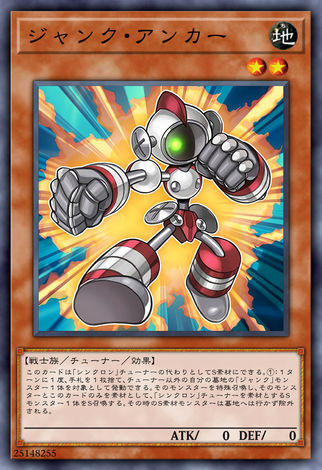 ジャンク・アンカー
地
ち
【戦士族／チューナー／効果】
このカードは「シンクロン」チューナーの代わりとしてS素材にできる。①：１タ
ーンに１度、手札を１枚捨て、チューナー以外の自分の墓地の「ジャンク」モン
スター１体を対象として発動できる。そのモンスターを特殊召喚し、そのモンス
ターとこのカードのみを素材として、「シンクロン」チューナーを素材とするS
モンスター１体をS召喚する。その時のS素材モンスターは墓地へは行かず除外
される。
ATK/ 0 DEF/ 0
25148255